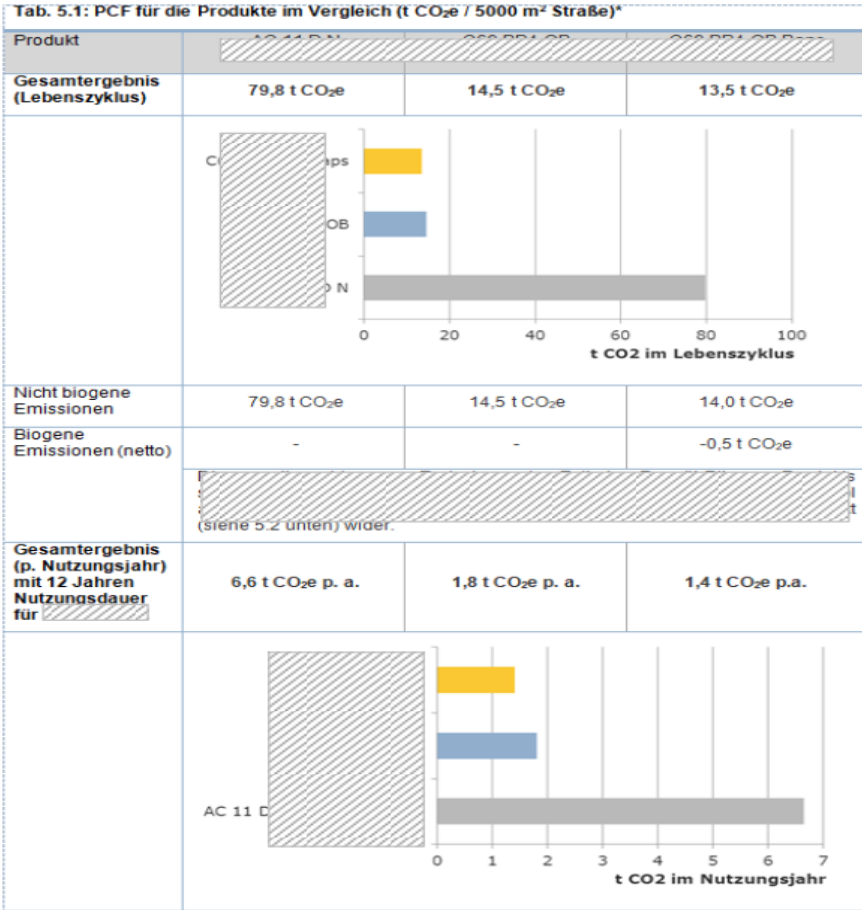 Tab. 5.1: PCF für die Produkte im Vergleich (t CO₂e / 5000 m² Straße)*
Produkt
Gesamtergebnis (Lebenszyklus)
79,8 t CO₂e
14,5 t CO₂e
13,5 t CO₂e
aps
OB
N
0 20 40 60 80 100
t CO2 im Lebenszyklus
Nicht biogene
Emissionen
79,8 t CO₂e
14,5 t CO₂e
14,0 t CO₂e
Biogene
Emissionen (netto)
-
-
-0,5 t CO₂e
(siehe 5.2 unten) wider.
Gesamtergebnis
(p. Nutzungsjahr)
mit 12 Jahren
Nutzungsdauer
für
6,6 t CO₂e p. a.
1,8 t CO₂e p. a.
1,4 t CO₂e p.a.
AC 11 D
0 1 2 3 4 5 6 7
t CO2 im Nutzungsjahr